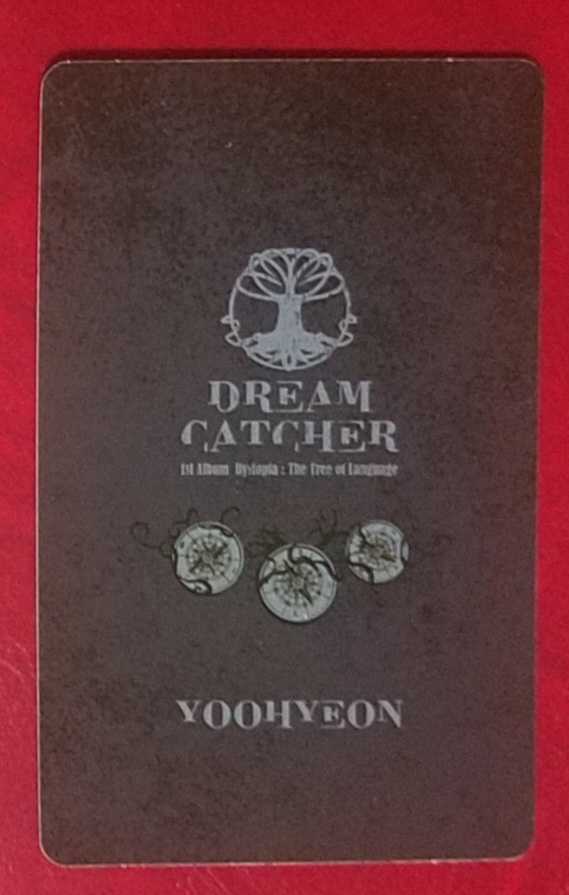 DREAM
CATCHER
1st Album Dystopia : The Tree of Language
YOOHYEON